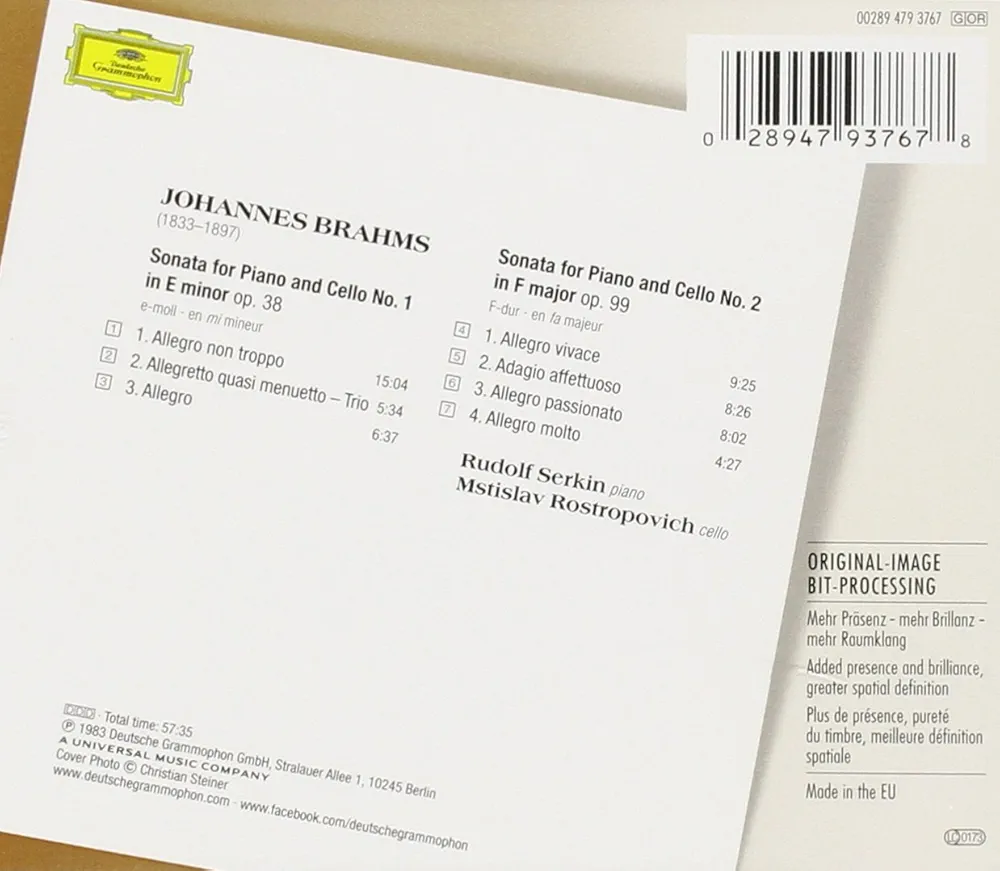 00289 479 3767 GOR
0 28947 93767 8
Deutsche
Grammophon
JOHANNES BRAHMS
(1833–1897)
Sonata for Piano and Cello No. 1
in E minor op. 38
e-moll · en mi mineur
1 1. Allegro non troppo 15:04
2 2. Allegretto quasi menuetto – Trio 5:34
3 3. Allegro 6:37
Sonata for Piano and Cello No. 2
in F major op. 99
F-dur · en fa majeur
4 1. Allegro vivace 9:25
5 2. Adagio affettuoso 8:26
6 3. Allegro passionato 8:02
7 4. Allegro molto 4:27
Rudolf Serkin piano
Mstislav Rostropovich cello
ORIGINAL-IMAGE
BIT-PROCESSING
Mehr Präsenz – mehr Brillanz –
mehr Raumklang
Added presence and brilliance,
greater spatial definition
Plus de présence, pureté
du timbre, meilleure définition
spatiale
Made in the EU
LC 0173
DDD · Total time: 57:35
Ⓟ 1983 Deutsche Grammophon GmbH, Stralauer Allee 1, 10245 Berlin
A UNIVERSAL MUSIC COMPANY
Cover Photo © Christian Steiner
www.deutschegrammophon.com · www.facebook.com/deutschegrammophon